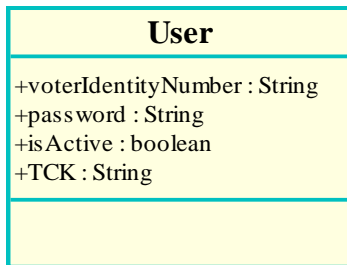 User
+voterIdentityNumber : String
+password : String
+isActive : boolean
+TCK : String